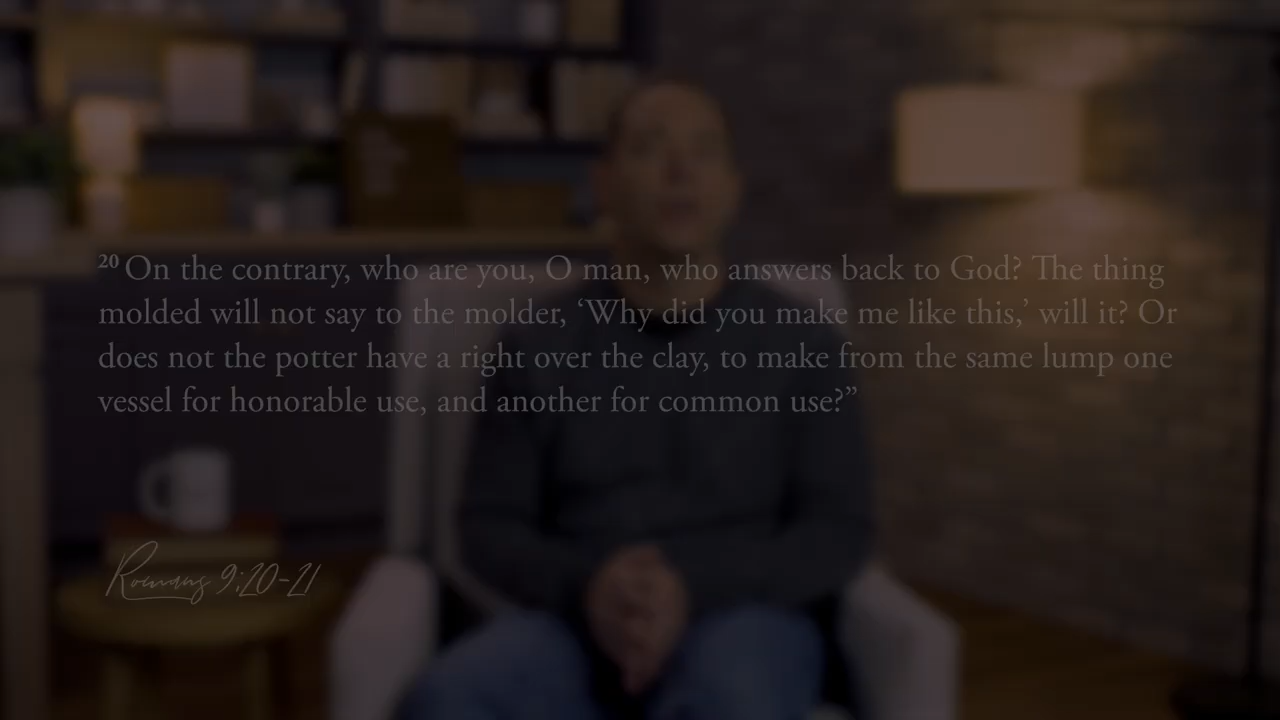 20 On the contrary, who are you, O man, who answers back to God? The thing
molded will not say to the molder, ‘Why did you make me like this,’ will it? Or
does not the potter have a right over the clay, to make from the same lump one
vessel for honorable use, and another for common use?”
Romans 9:20-21